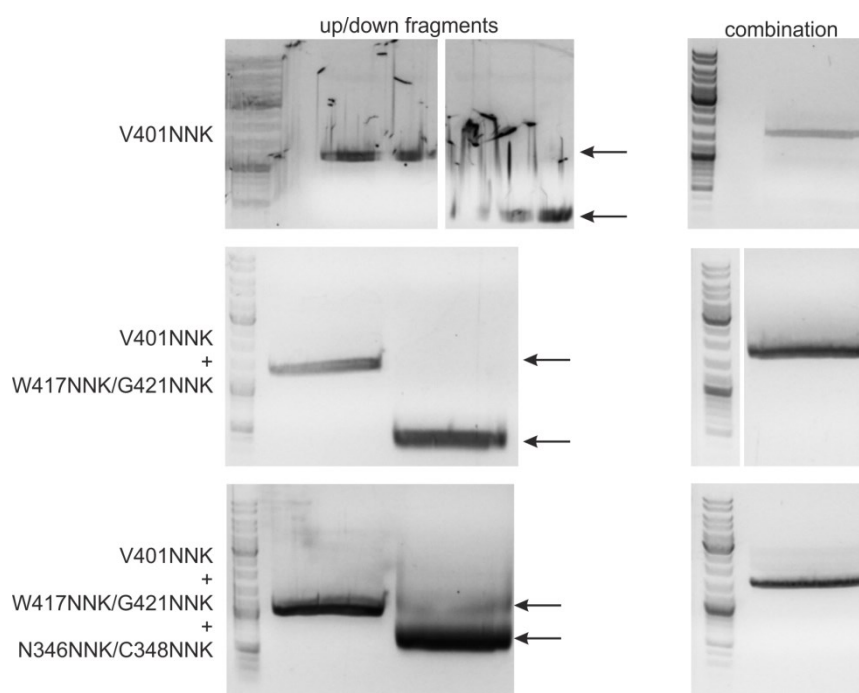 up/down fragments
combination
V401NNK
V401NNK
+
W417NNK/G421NNK
V401NNK
+
W417NNK/G421NNK
+
N346NNK/C348NNK